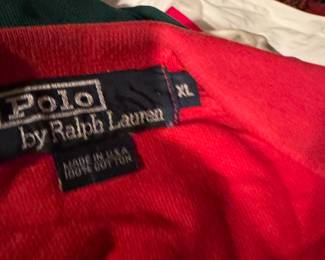 Polo
by Ralph Lauren
XL
MADE IN U.S.A
100% COTTON